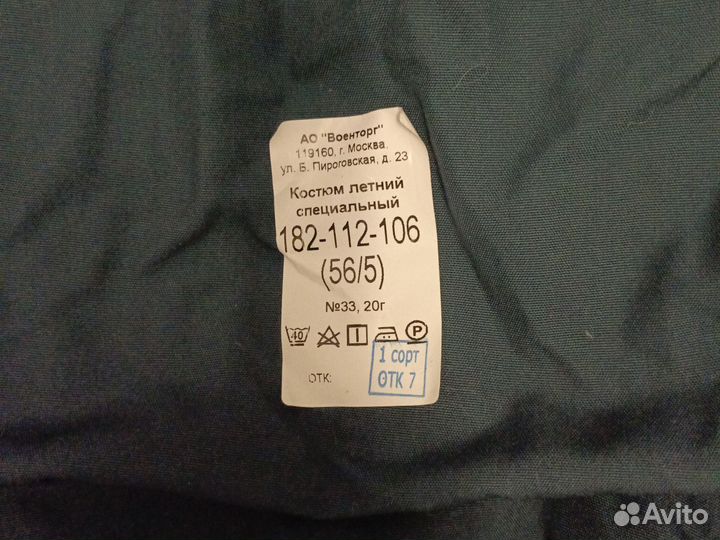 АО "Военторг"
119160, г. Москва,
ул. Б. Пироговская, д. 23
Костюм летний
специальный
182-112-106
(56/5)
№33, 20г
40
P
1 сорт
ОТК:
ОТК 7
Avito